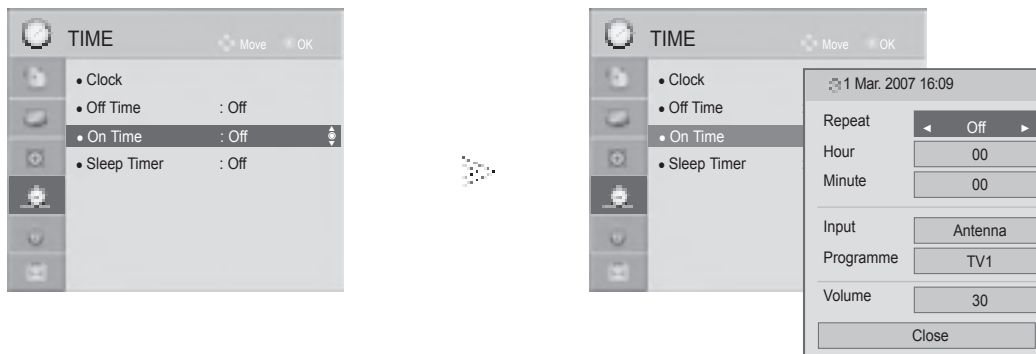 TIME
Move OK
• Clock
• Off Time : Off
• On Time : Off
• Sleep Timer : Off
TIME
Move OK
• Clock
• Off Time
• On Time
• Sleep Timer
1 Mar. 2007 16:09
Repeat ◄ Off ►
Hour 00
Minute 00
Input Antenna
Programme TV1
Volume 30
Close